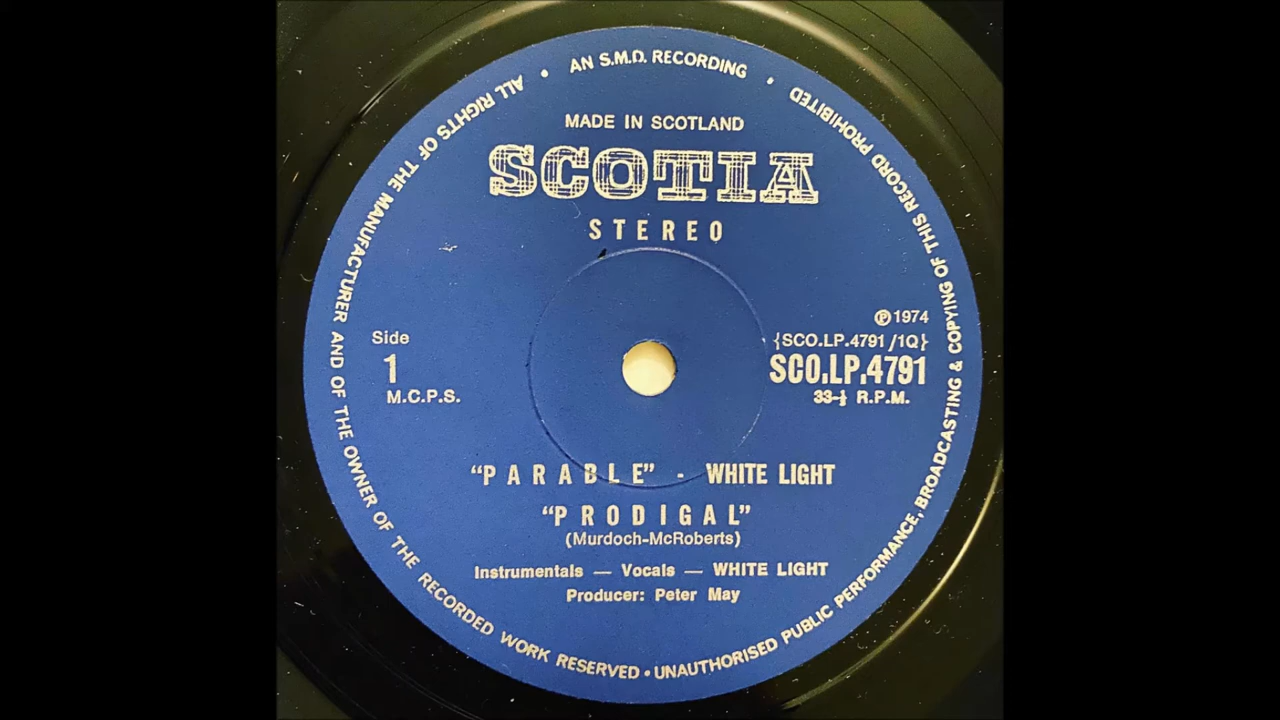 AN S.M.D. RECORDING
ALL RIGHTS OF THE MANUFACTURER AND OF THE OWNER OF THE RECORDED WORK RESERVED • UNAUTHORISED PUBLIC PERFORMANCE, BROADCASTING & COPYING OF THIS RECORD PROHIBITED
MADE IN SCOTLAND
SCOTIA
STEREO
℗ 1974
Side
{SCO.LP.4791/1Q}
1
SCO.LP.4791
M.C.P.S.
33-⅓ R.P.M.
"PARABLE" - WHITE LIGHT
"PRODIGAL"
(Murdoch-McRoberts)
Instrumentals — Vocals — WHITE LIGHT
Producer: Peter May